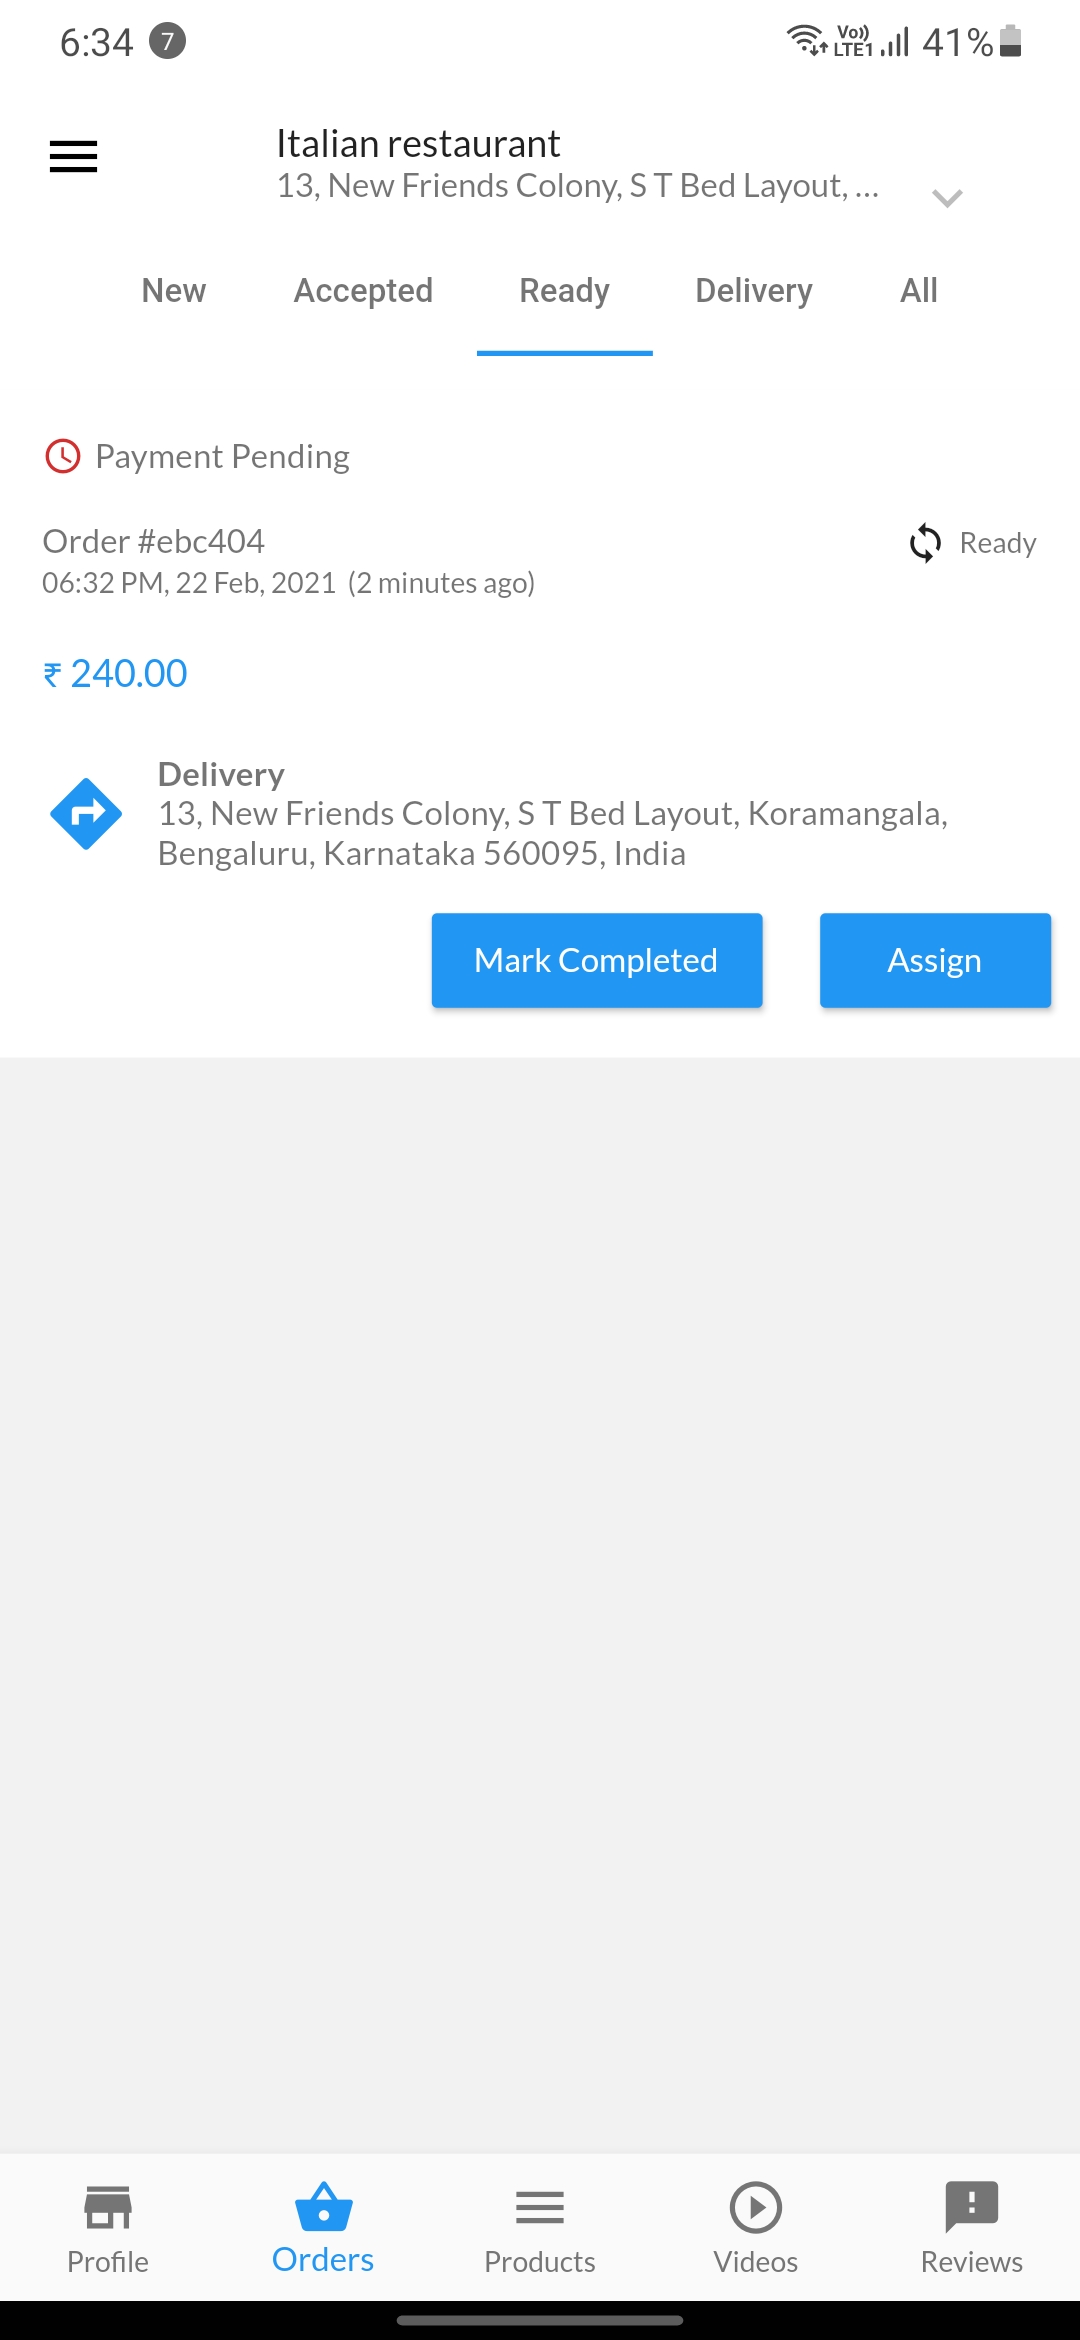 6:34 7 Vo)) LTE1 41%
Italian restaurant
13, New Friends Colony, S T Bed Layout, ...
New Accepted Ready Delivery All
Payment Pending
Order #ebc404 Ready
06:32 PM, 22 Feb, 2021 (2 minutes ago)
₹ 240.00
Delivery
13, New Friends Colony, S T Bed Layout, Koramangala,
Bengaluru, Karnataka 560095, India
Mark Completed Assign
Profile Orders Products Videos Reviews